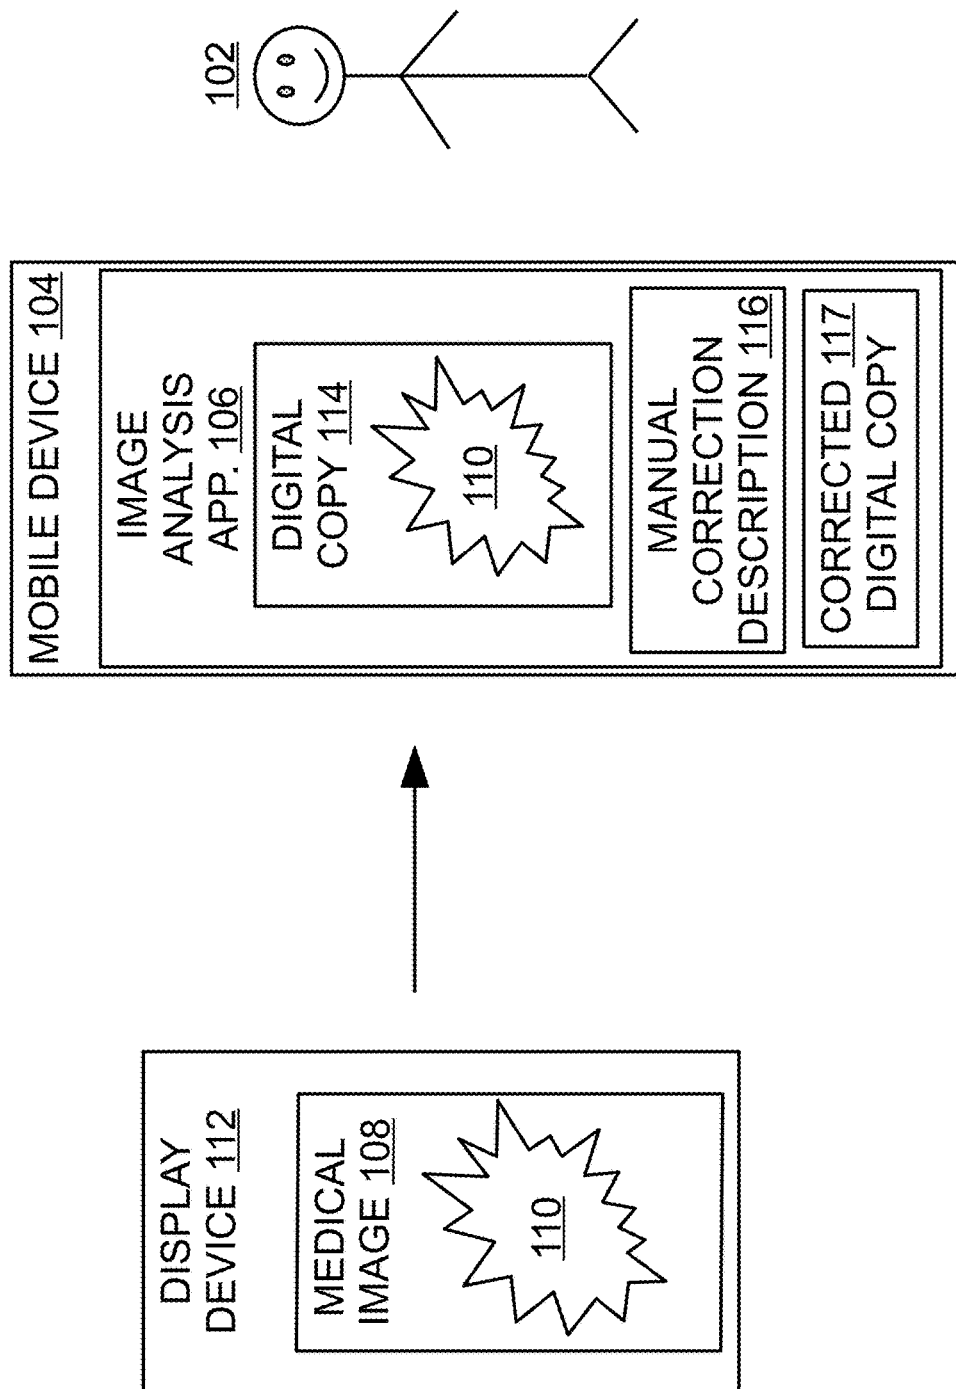 DISPLAY
DEVICE 112
MEDICAL
IMAGE 108
110
MOBILE DEVICE 104
IMAGE
ANALYSIS
APP. 106
DIGITAL
COPY 114
110
MANUAL
CORRECTION
DESCRIPTION 116
CORRECTED 117
DIGITAL COPY
102